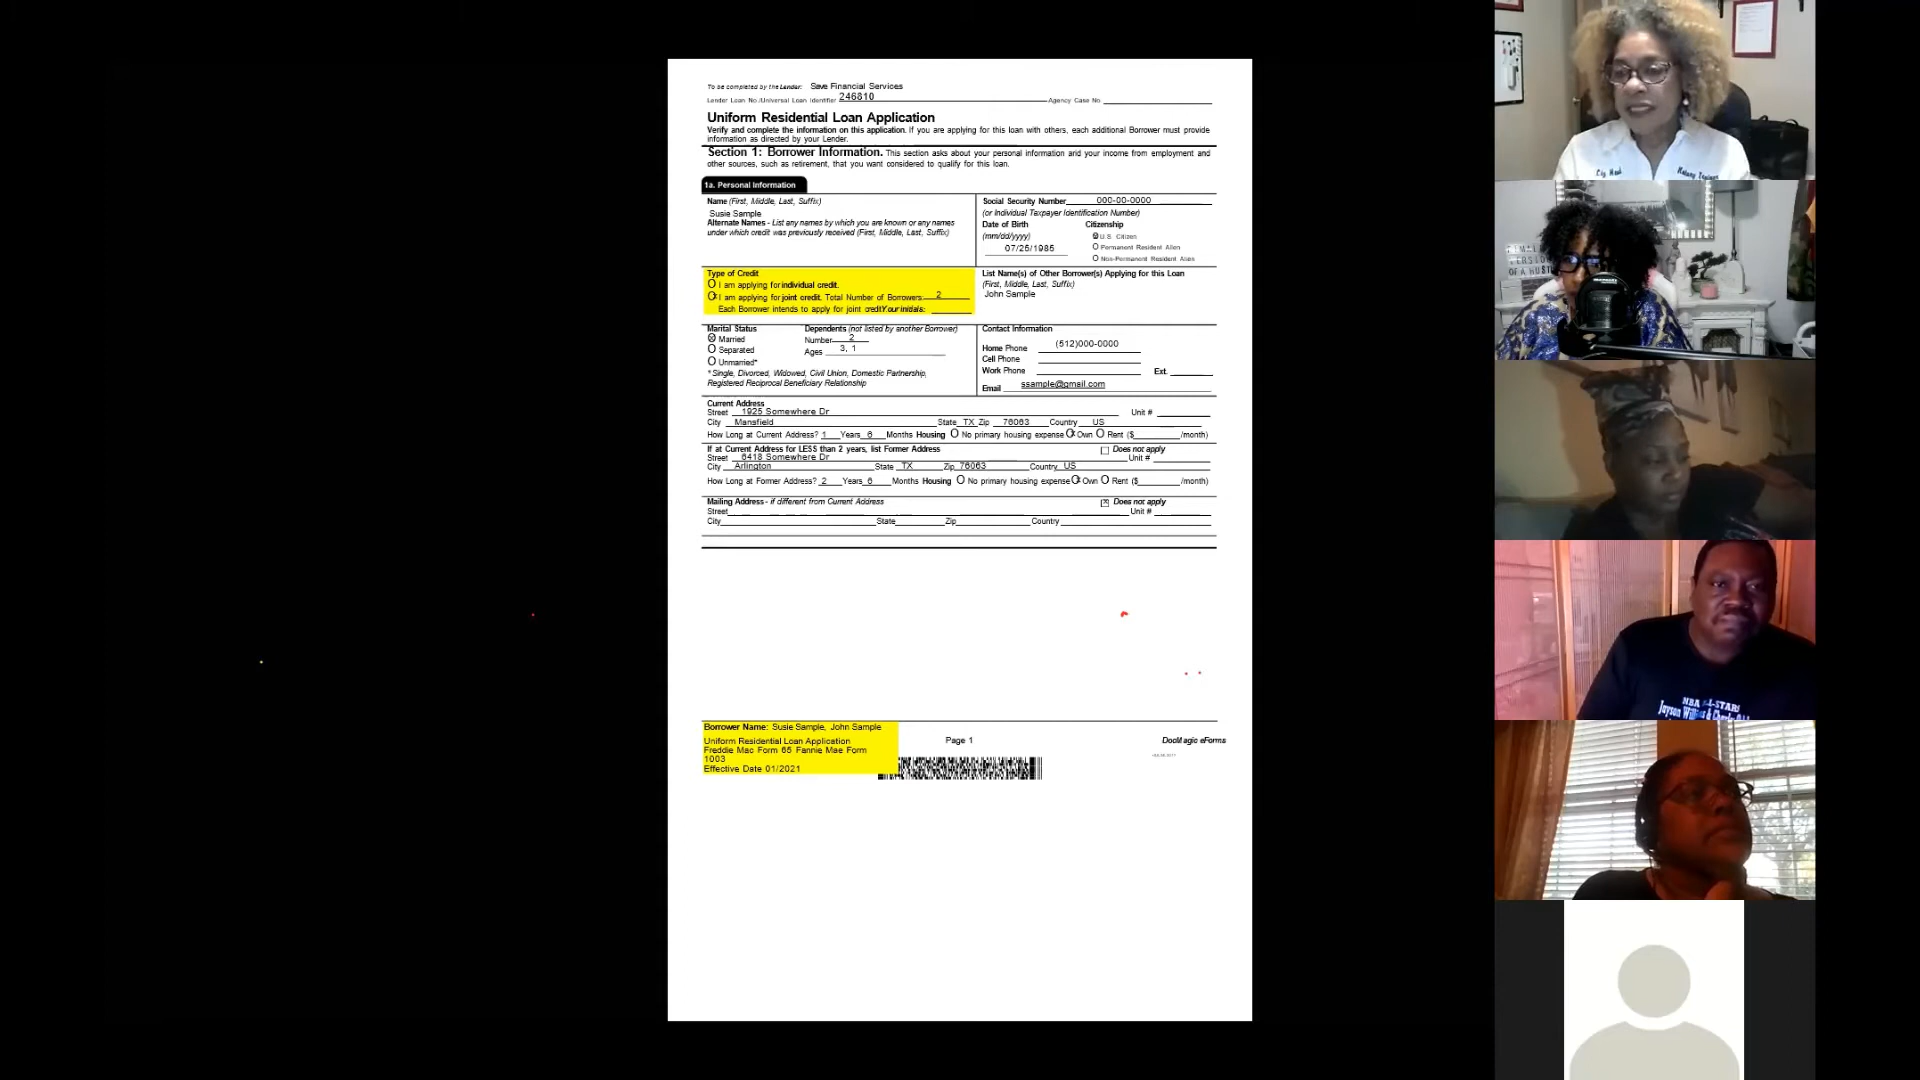 To be completed by the Lender: Save Financial Services
Lender Loan No./Universal Loan Identifier 246810 Agency Case No.
Uniform Residential Loan Application
Verify and complete the information on this application. If you are applying for this loan with others, each additional Borrower must provide
information as directed by your Lender.
Section 1: Borrower Information. This section asks about your personal information and your income from employment and
other sources, such as retirement, that you want considered to qualify for this loan.
1a. Personal Information
Name (First, Middle, Last, Suffix)
Susie Sample
Alternate Names - List any names by which you are known or any names
under which credit was previously received (First, Middle, Last, Suffix)
Social Security Number 000-00-0000
(or Individual Taxpayer Identification Number)
Date of Birth Citizenship
(mm/dd/yyyy) U.S. Citizen
07/25/1985 Permanent Resident Alien
Non-Permanent Resident Alien
Type of Credit
I am applying for individual credit.
X I am applying for joint credit. Total Number of Borrowers: 2
Each Borrower intends to apply for joint credit. Your initials:
List Name(s) of Other Borrower(s) Applying for this Loan
(First, Middle, Last, Suffix)
John Sample
Marital Status Dependents (not listed by another Borrower)
X Married Number 2
Separated Ages 3, 1
Unmarried*
*Single, Divorced, Widowed, Civil Union, Domestic Partnership,
Registered Reciprocal Beneficiary Relationship
Contact Information
Home Phone (512)000-0000
Cell Phone
Work Phone Ext.
Email ssample@gmail.com
Current Address
Street 1925 Somewhere Dr Unit #
City Mansfield State TX Zip 76063 Country US
How Long at Current Address? 1 Years 6 Months Housing No primary housing expense X Own Rent ($ /month)
If at Current Address for LESS than 2 years, list Former Address Does not apply
Street 6418 Somewhere Dr Unit #
City Arlington State TX Zip 76063 Country US
How Long at Former Address? 2 Years 6 Months Housing No primary housing expense X Own Rent ($ /month)
Mailing Address - if different from Current Address X Does not apply
Street Unit #
City State Zip Country
Borrower Name: Susie Sample, John Sample
Uniform Residential Loan Application
Freddie Mac Form 65 Fannie Mae Form
1003
Effective Date 01/2021
Page 1
DocMagic eForms
NBA